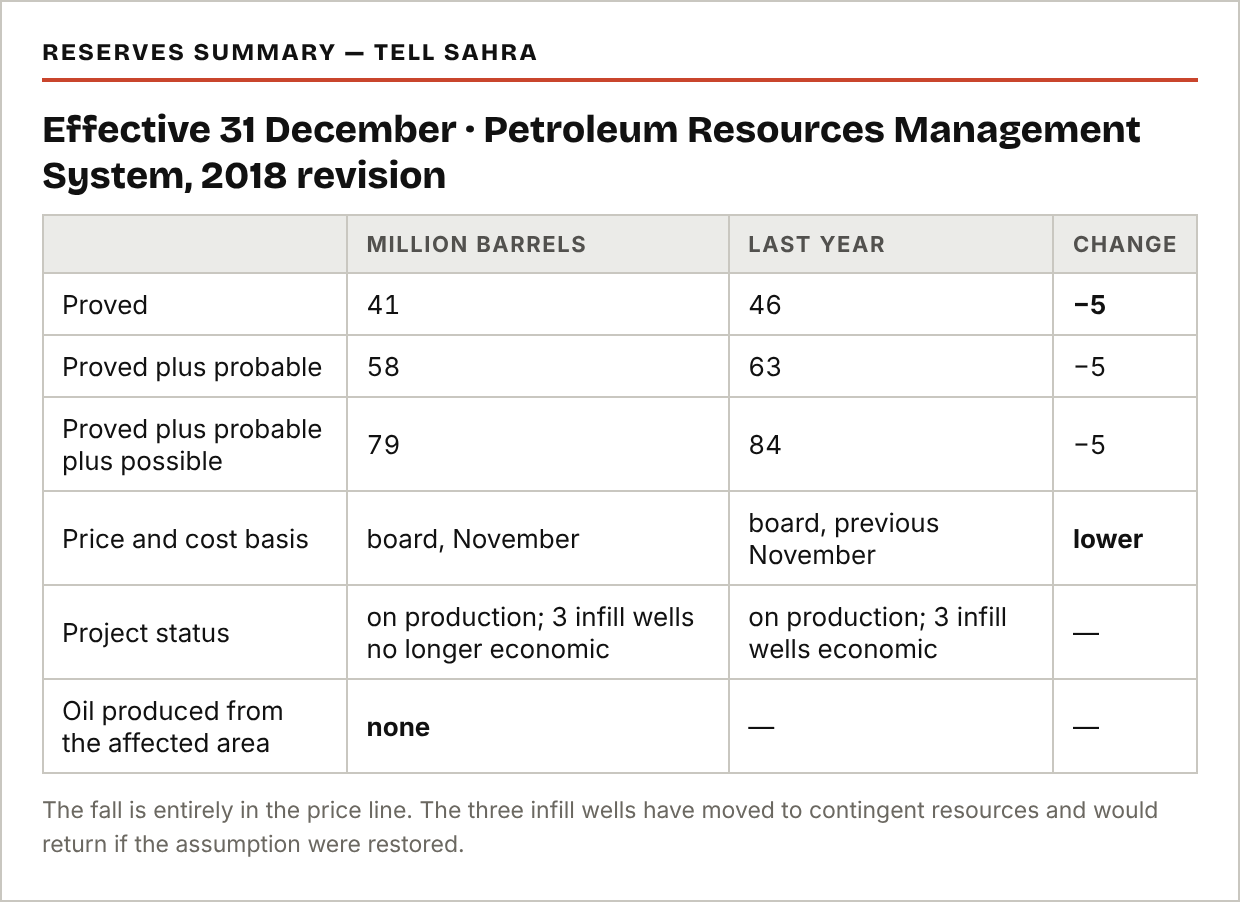 RESERVES SUMMARY — TELL SAHRA
Effective 31 December · Petroleum Resources Management
System, 2018 revision
MILLION BARRELS LAST YEAR CHANGE
Proved 41 46 −5
Proved plus probable 58 63 −5
Proved plus probable
plus possible 79 84 −5
Price and cost basis board, November board, previous
November lower
Project status on production; 3 infill wells
no longer economic on production; 3 infill
wells economic —
Oil produced from
the affected area none — —
The fall is entirely in the price line. The three infill wells have moved to contingent resources and would
return if the assumption were restored.